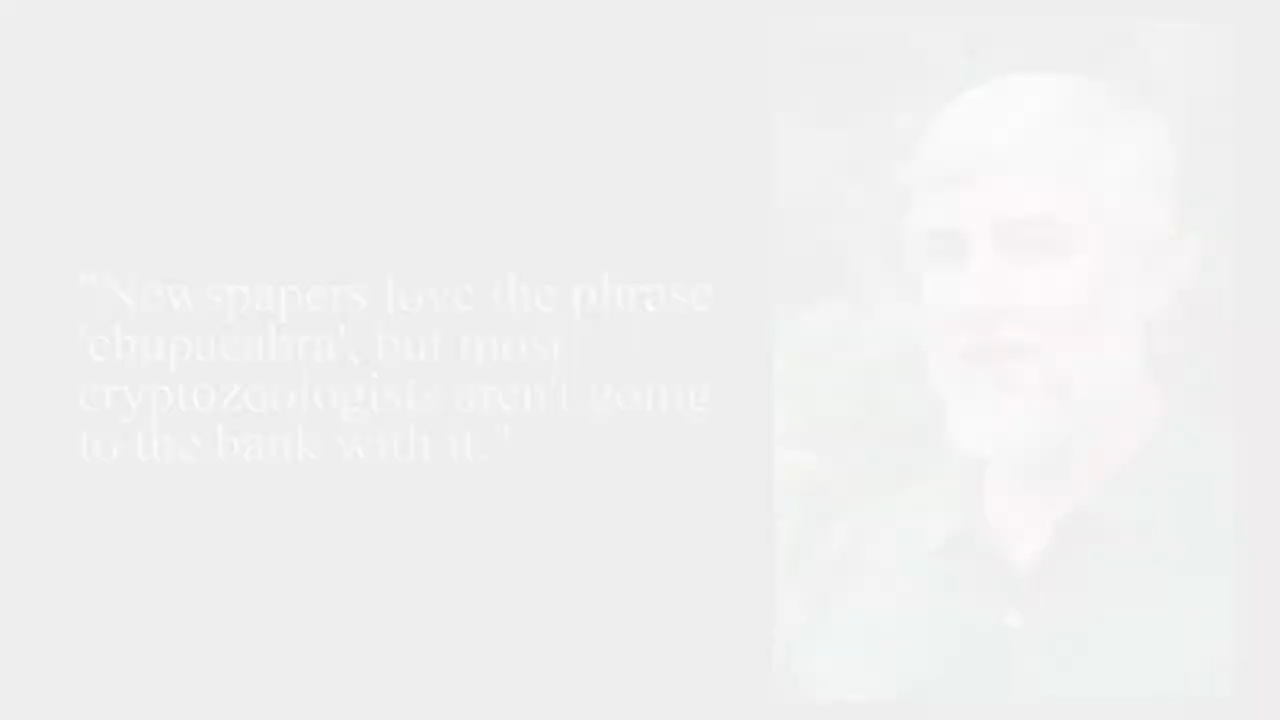 "Newspapers love the phrase
'chupacabra', but most
cryptozoologists aren't going
to the bank with it."